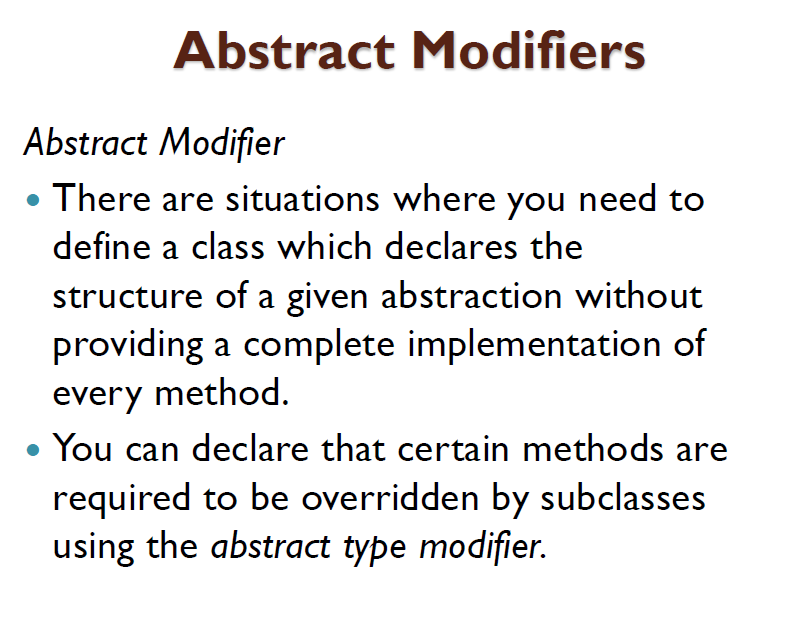 Abstract Modifiers
Abstract Modifier
• There are situations where you need to
define a class which declares the
structure of a given abstraction without
providing a complete implementation of
every method.
• You can declare that certain methods are
required to be overridden by subclasses
using the abstract type modifier.